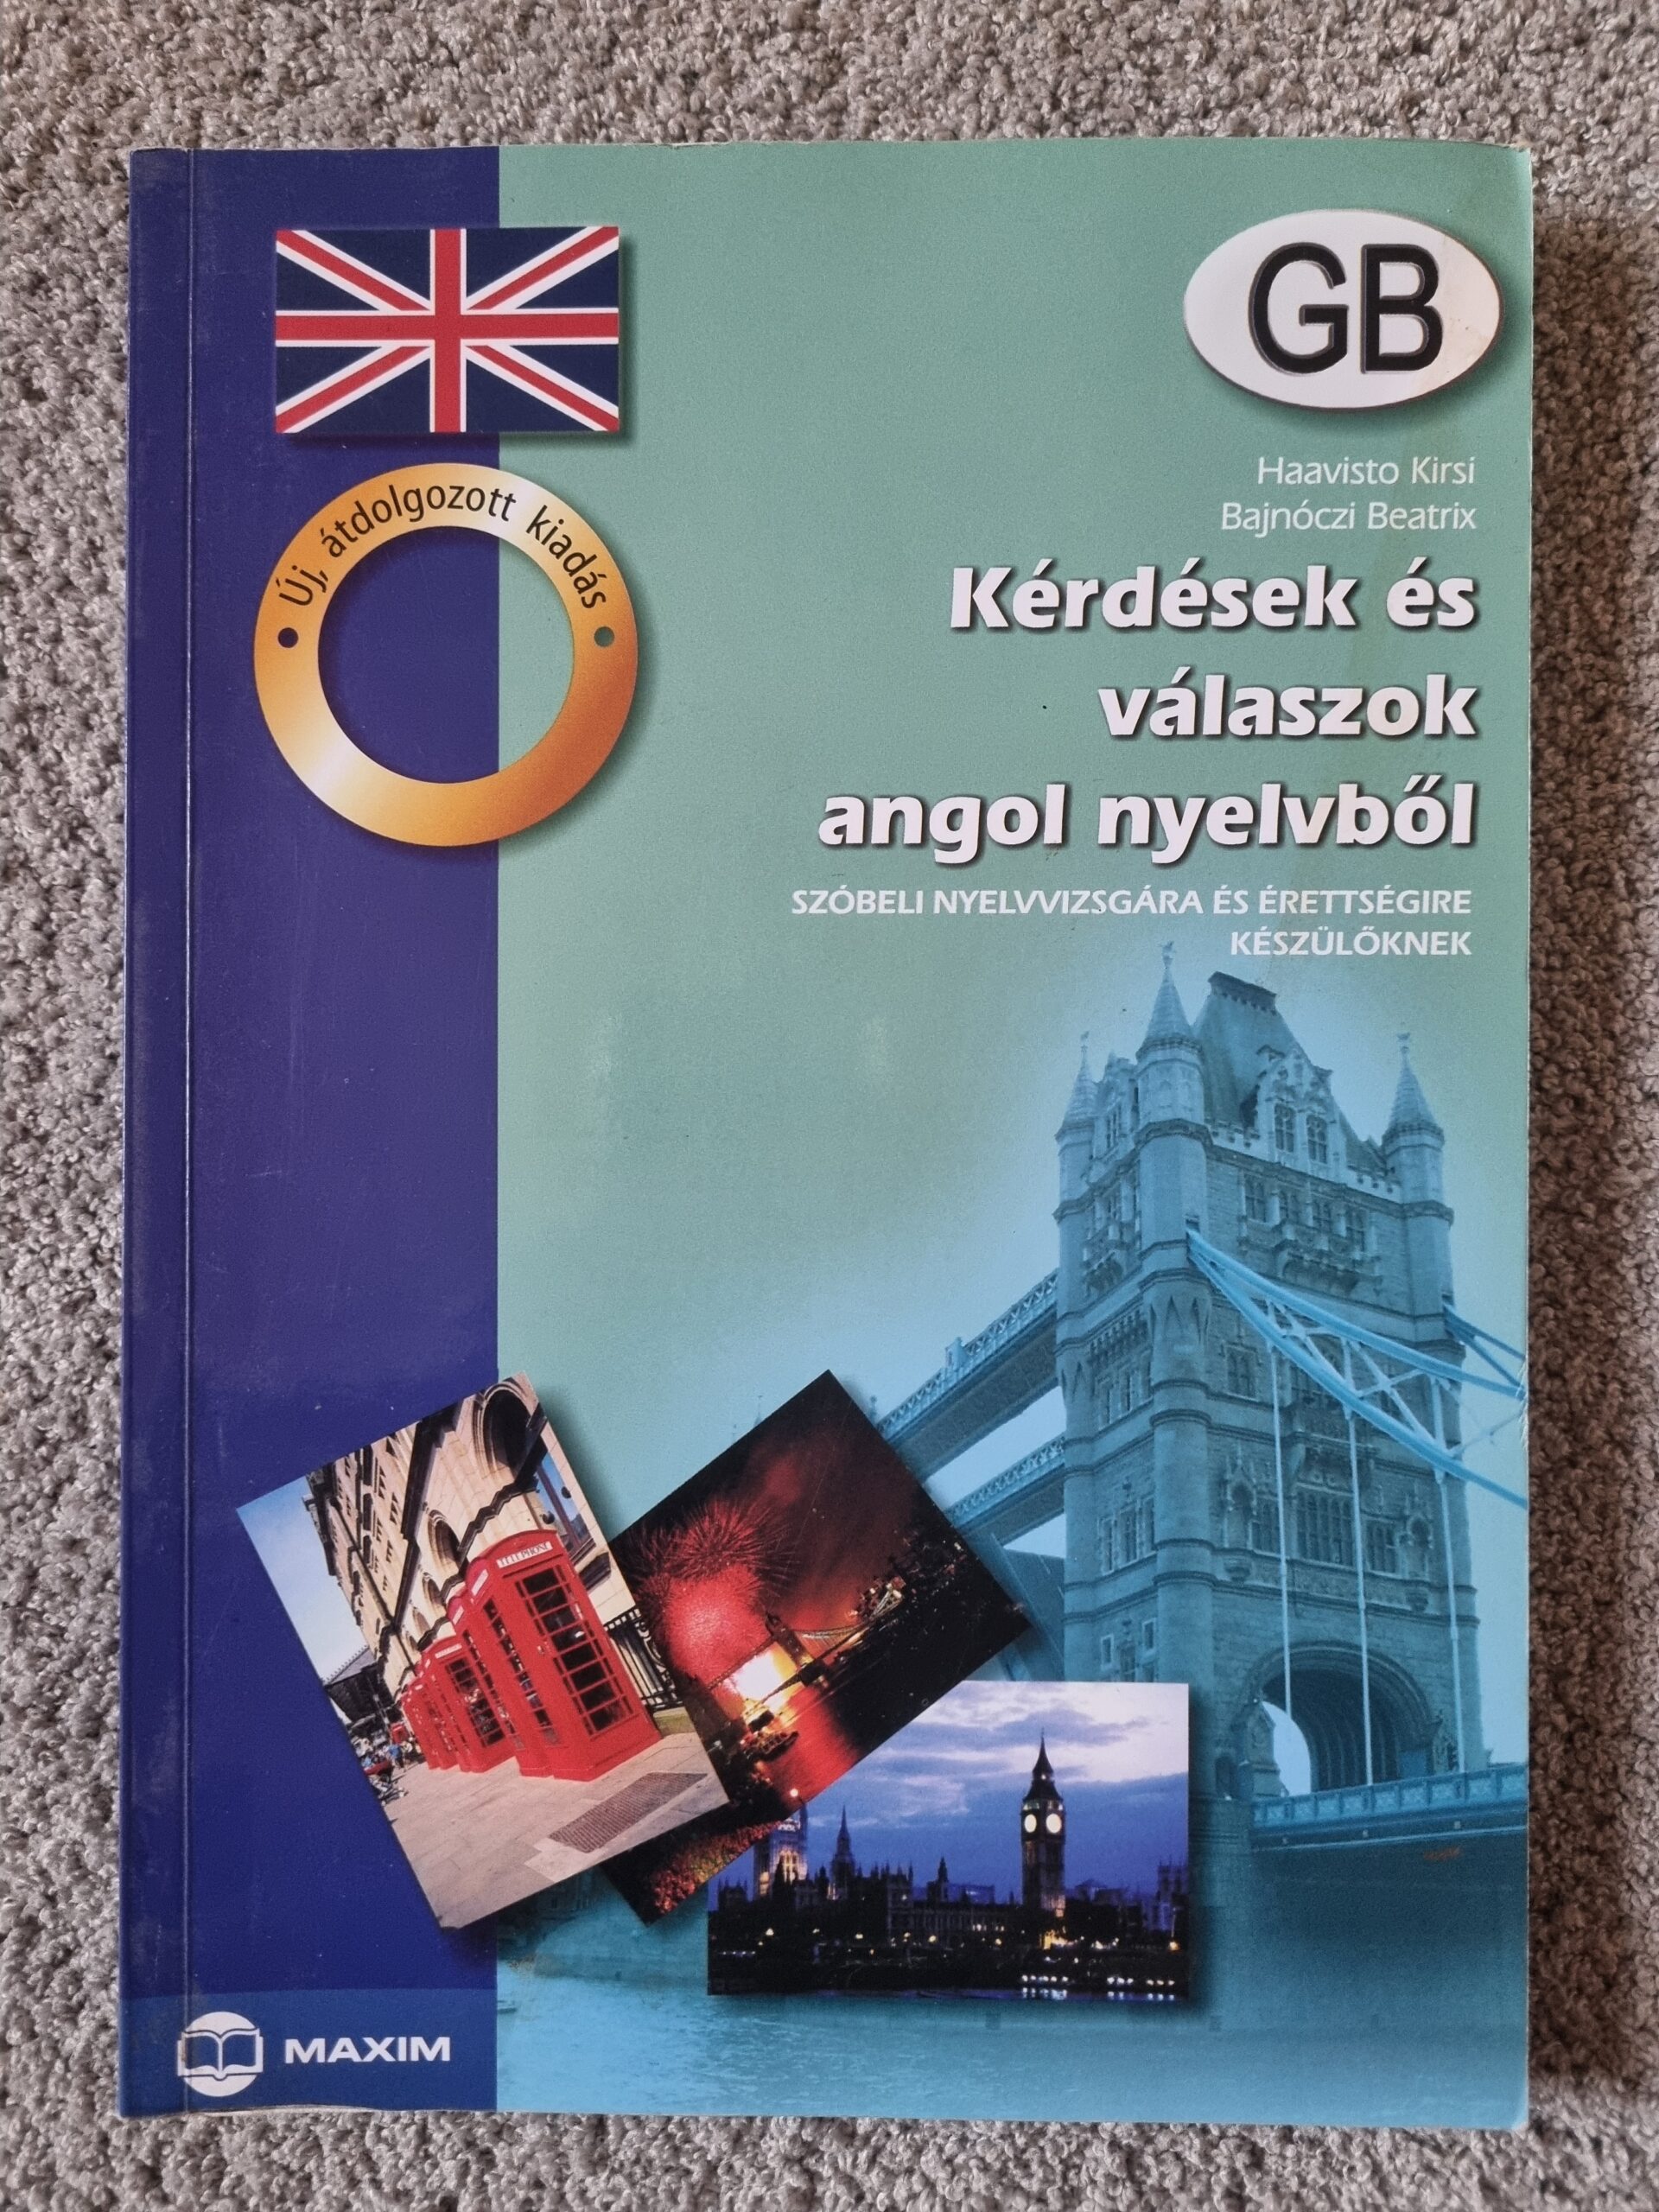 GB
Új, átdolgozott kiadás
Haavisto Kirsi
Bajnóczi Beatrix
Kérdések és
válaszok
angol nyelvből
SZÓBELI NYELVVIZSGÁRA ÉS ÉRETTSÉGIRE
KÉSZÜLŐKNEK
TELEPHONE
MAXIM